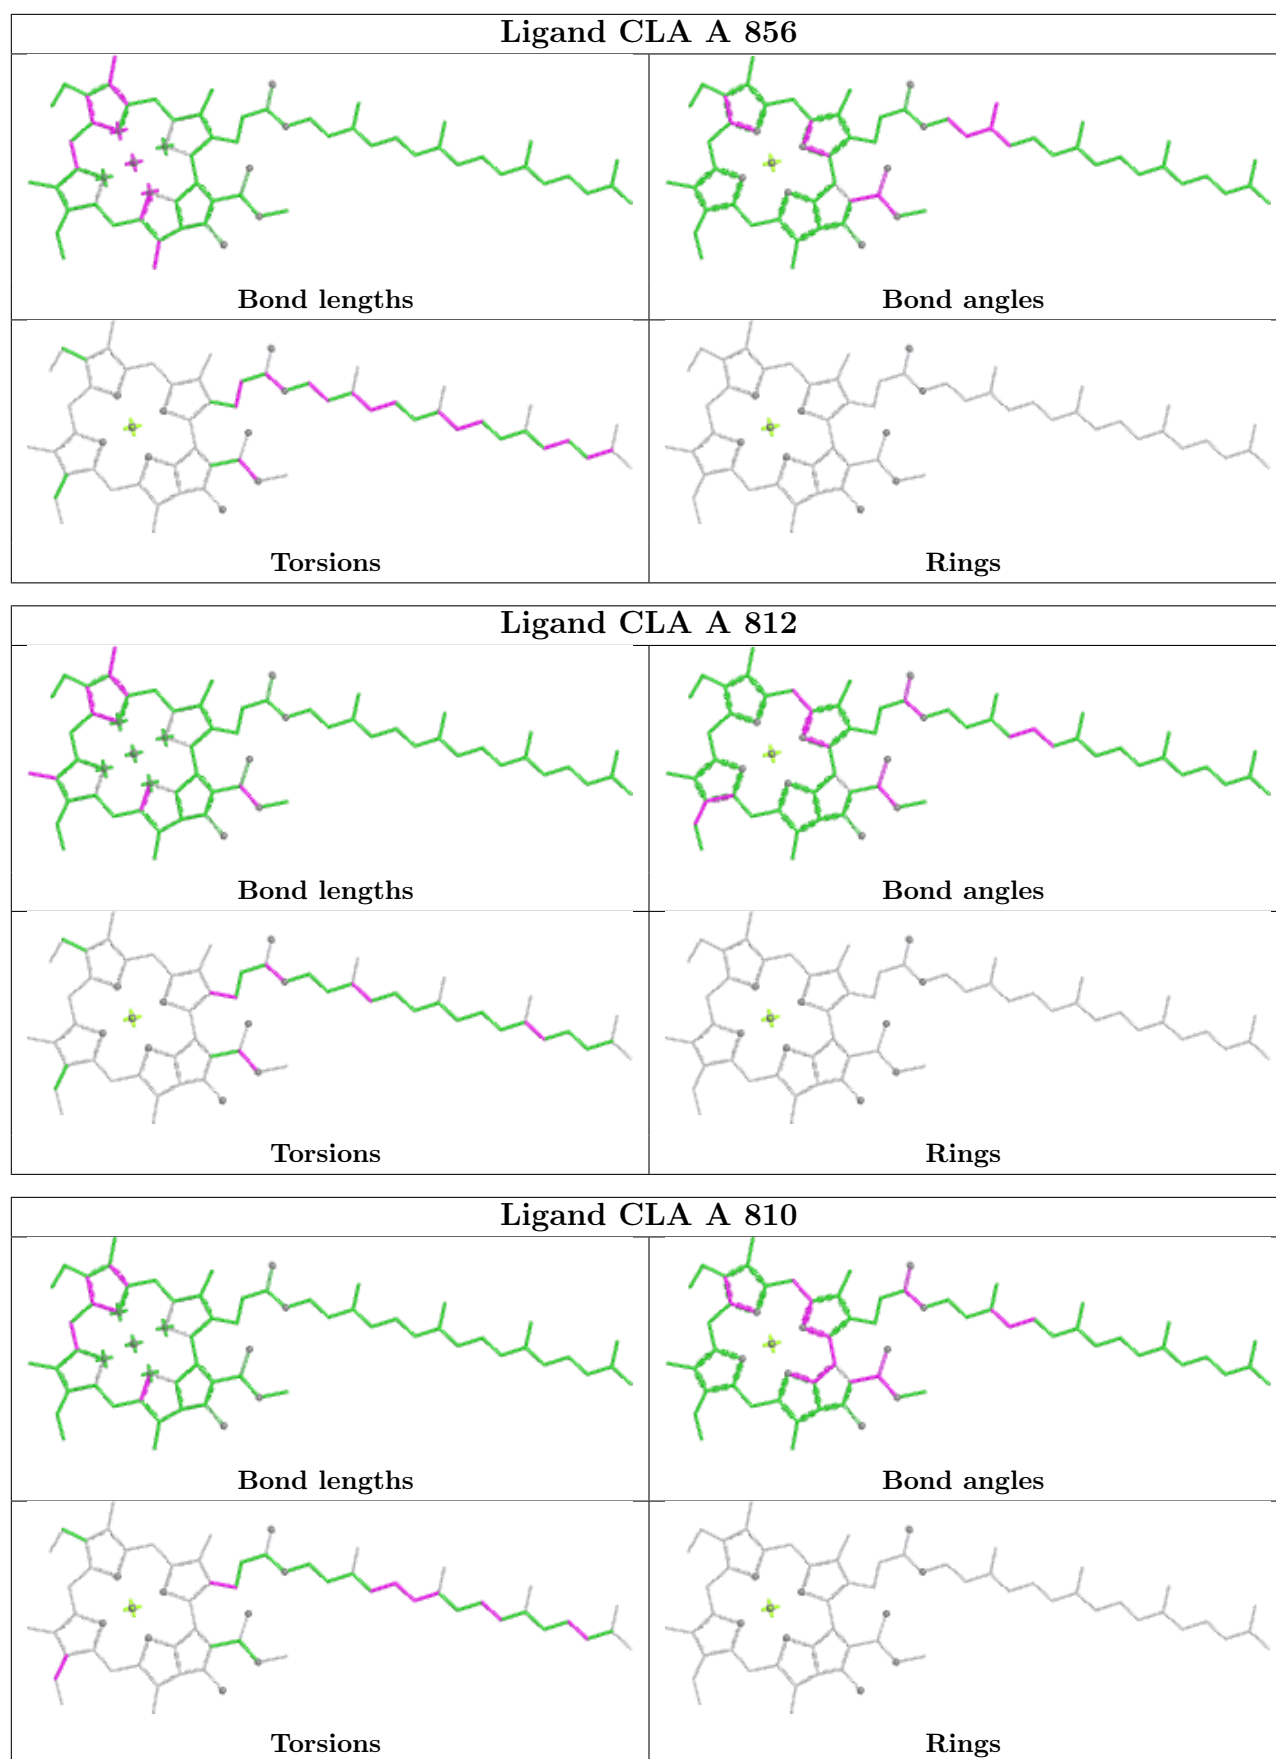 Ligand CLA A 856
Bond lengths
Bond angles
Torsions
Rings
Ligand CLA A 812
Bond lengths
Bond angles
Torsions
Rings
Ligand CLA A 810
Bond lengths
Bond angles
Torsions
Rings